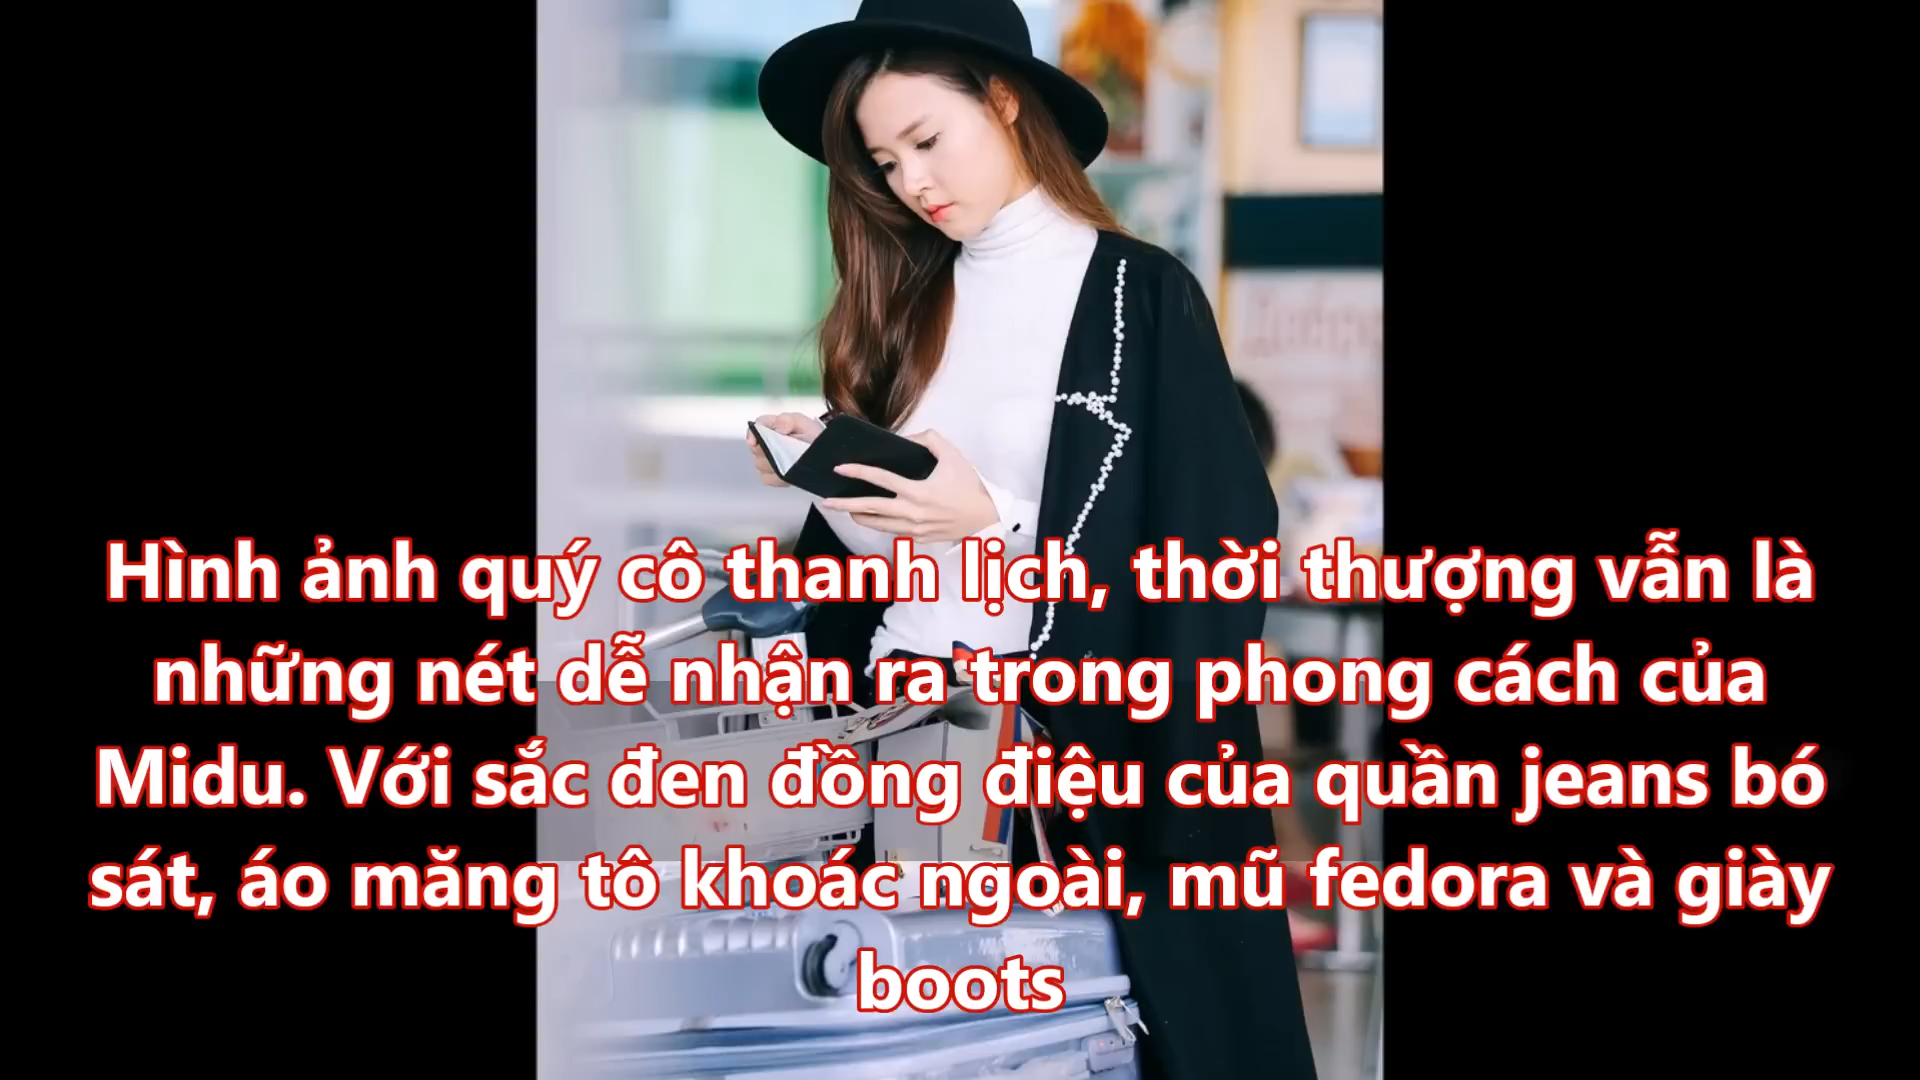 Hình ảnh quý cô thanh lịch, thời thượng vẫn là
những nét dễ nhận ra trong phong cách của
Midu. Với sắc đen đồng điệu của quần jeans bó
sát, áo măng tô khoác ngoài, mũ fedora và giày
boots